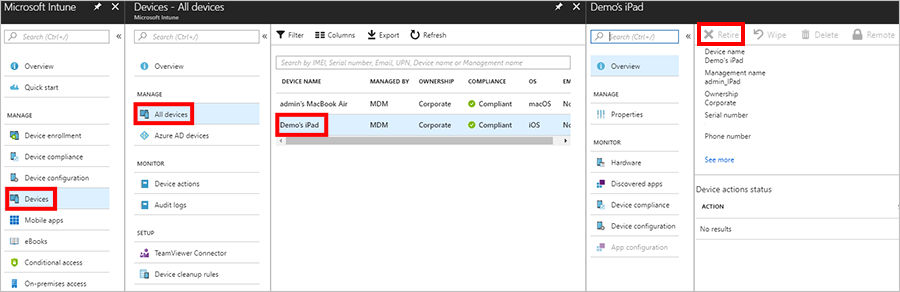 Microsoft Intune
Search (Ctrl+/)
Overview
Quick start
MANAGE
Device enrollment
Device compliance
Device configuration
Devices
Mobile apps
eBooks
Conditional access
On-premises access
Devices - All devices
Microsoft Intune
Search (Ctrl+/)
Overview
MANAGE
All devices
Azure AD devices
MONITOR
Device actions
Audit logs
SETUP
TeamViewer Connector
Device cleanup rules
Filter Columns Export Refresh
Search by IMEI, Serial number, Email, UPN, Device name or Management name
DEVICE NAME MANAGED BY OWNERSHIP COMPLIANCE OS EM
admin's MacBook Air MDM Corporate Compliant macOS No
Demo's iPad MDM Corporate Compliant iOS No
Demo's iPad
Search (Ctrl+/)
Overview
MANAGE
Properties
MONITOR
Hardware
Discovered apps
Device compliance
Device configuration
App configuration
Retire Wipe Delete Remote
Device name
Demo's iPad
Management name
admin_IPad
Ownership
Corporate
Serial number
Phone number
See more
Device actions status
ACTION
No results